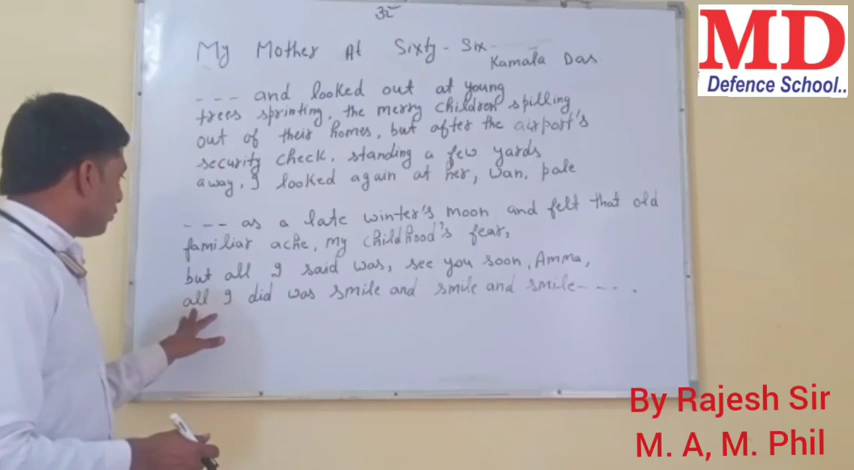 ॐ
My Mother At Sixty-Six
Kamala Das
--- and looked out at young
trees sprinting, the merry children spilling
out of their homes, but after the airport's
security check, standing a few yards
away, I looked again at her, wan, pale
---- as a late winter's moon and felt that old
familiar ache, my childhood's fear,
but all I said was, see you soon, Amma,
all I did was smile and smile and smile-----.
MD
Defence School..
By Rajesh Sir
M. A, M. Phil